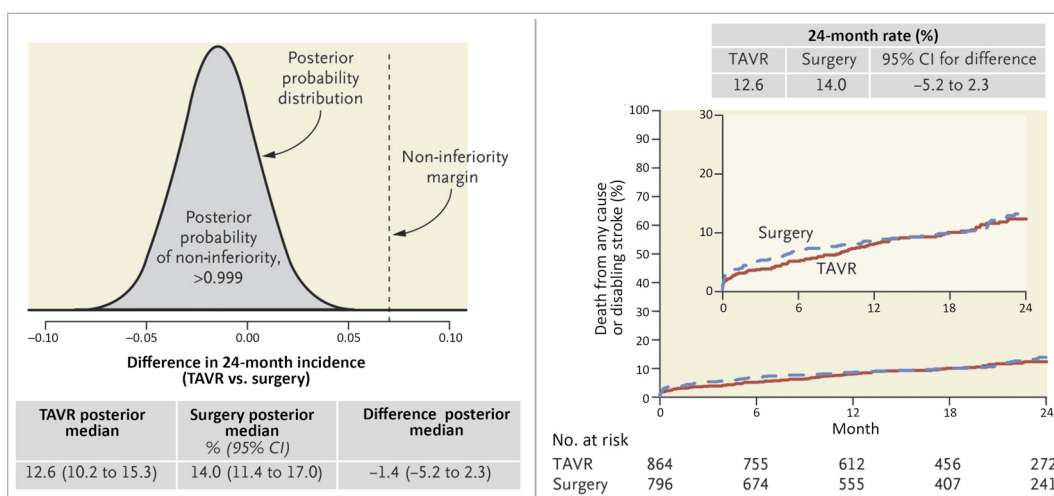 Posterior
probability
distribution
Non-inferiority
margin
Posterior
probability
of non-inferiority,
>0.999
−0.10 −0.05 0.00 0.05 0.10
Difference in 24-month incidence
(TAVR vs. surgery)
TAVR posterior median Surgery posterior median % (95% CI) Difference posterior median
12.6 (10.2 to 15.3) 14.0 (11.4 to 17.0) −1.4 (−5.2 to 2.3)
24-month rate (%)
TAVR Surgery 95% CI for difference
12.6 14.0 −5.2 to 2.3
Death from any cause
or disabling stroke (%)
100
90
80
70
60
50
40
30
20
10
0
30
20
10
0
Surgery
TAVR
0 6 12 18 24
0 6 12 18 24
Month
No. at risk
TAVR 864 755 612 456 272
Surgery 796 674 555 407 241